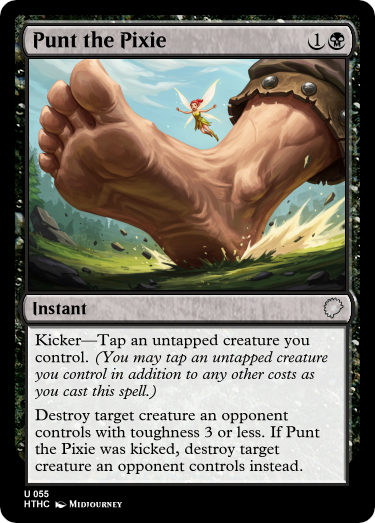 Punt the Pixie 1
Instant
Kicker—Tap an untapped creature you
control. (You may tap an untapped creature
you control in addition to any other costs as
you cast this spell.)
Destroy target creature an opponent
controls with toughness 3 or less. If Punt
the Pixie was kicked, destroy target
creature an opponent controls instead.
U 055
HTHC Midjourney